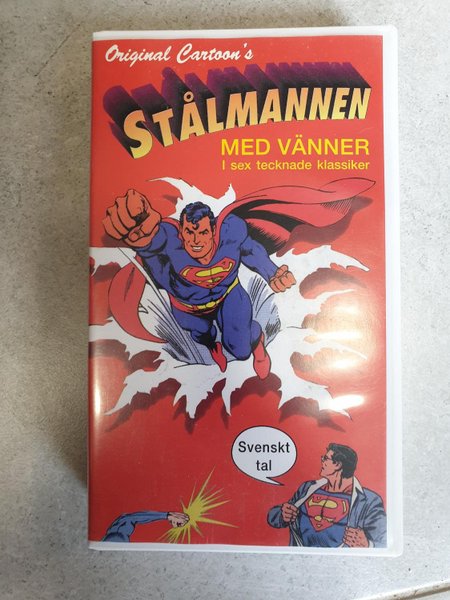 Original Cartoon's
STÅLMANNEN
MED VÄNNER
I sex tecknade klassiker
Svenskt
tal